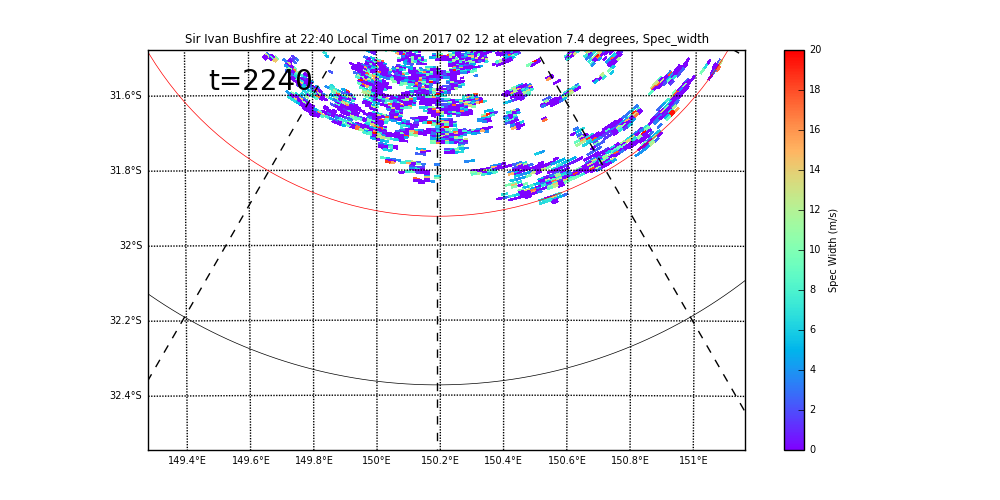 Sir Ivan Bushfire at 22:40 Local Time on 2017 02 12 at elevation 7.4 degrees, Spec_width
t=2240
31.6°S
31.8°S
32°S
32.2°S
32.4°S
149.4°E 149.6°E 149.8°E 150°E 150.2°E 150.4°E 150.6°E 150.8°E 151°E
20
18
16
14
12
10
8
6
4
2
0
Spec Width (m/s)